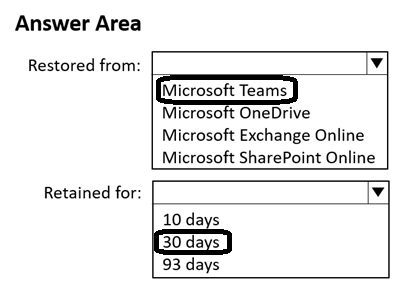 Answer Area
Restored from:
Microsoft Teams
Microsoft OneDrive
Microsoft Exchange Online
Microsoft SharePoint Online
Retained for:
10 days
30 days
93 days